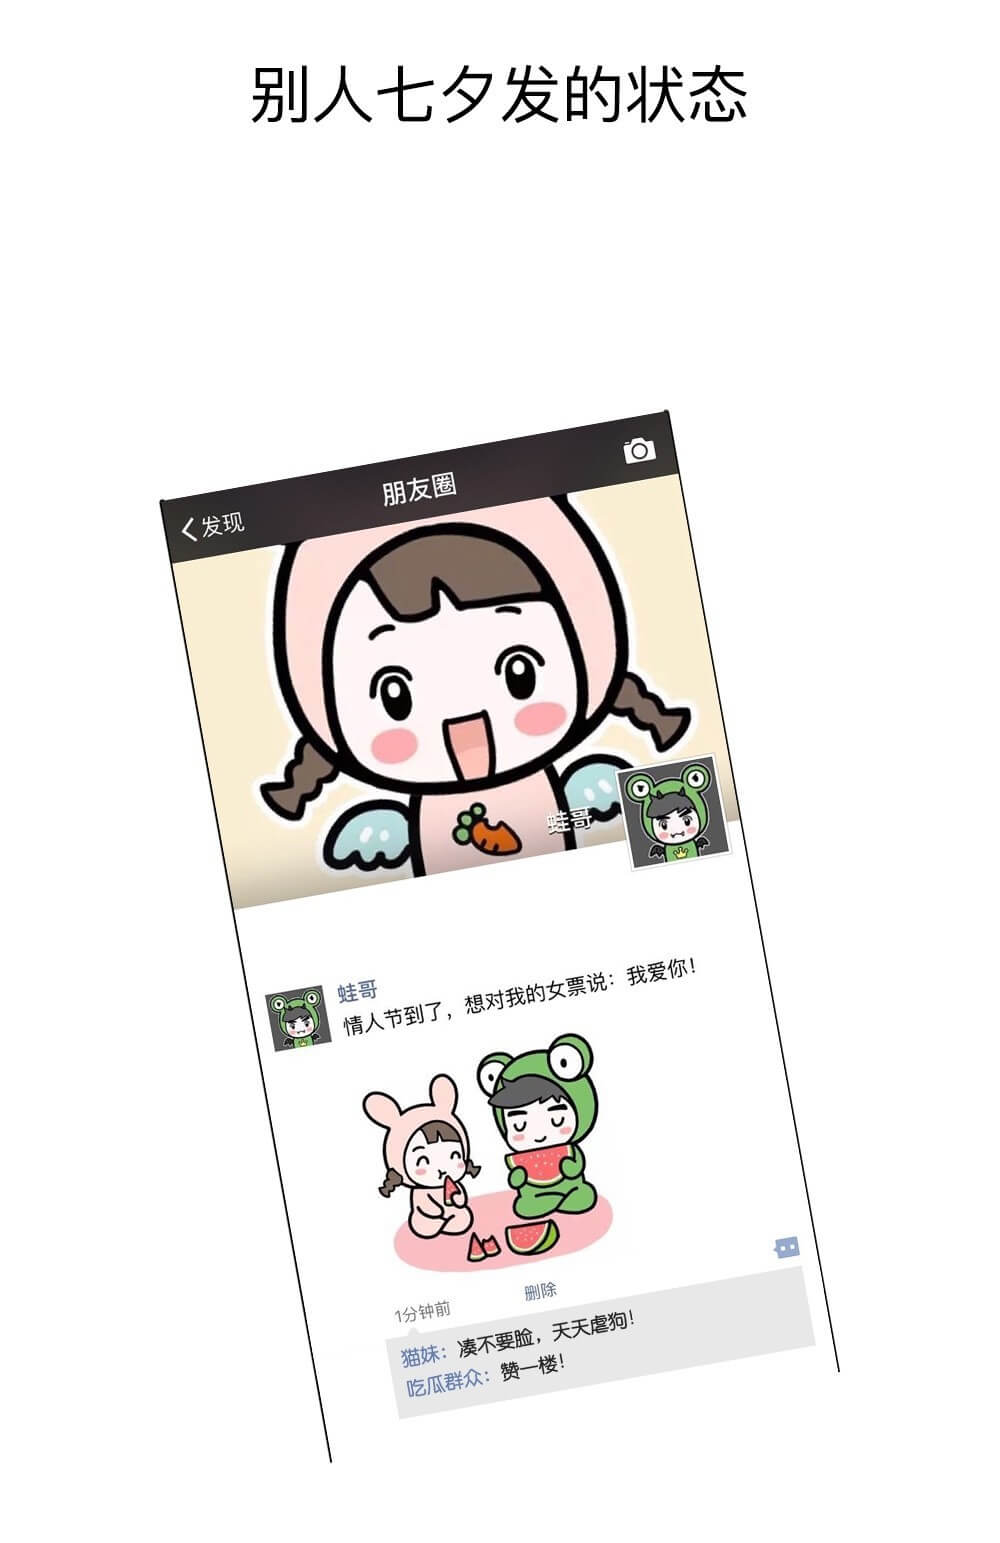 别人七夕发的状态
发现
朋友圈
蛙哥
蛙哥
情人节到了，想对我的女票说：我爱你！
1分钟前
删除
猫妹：凑不要脸，天天虐狗！
吃瓜群众：赞一楼！